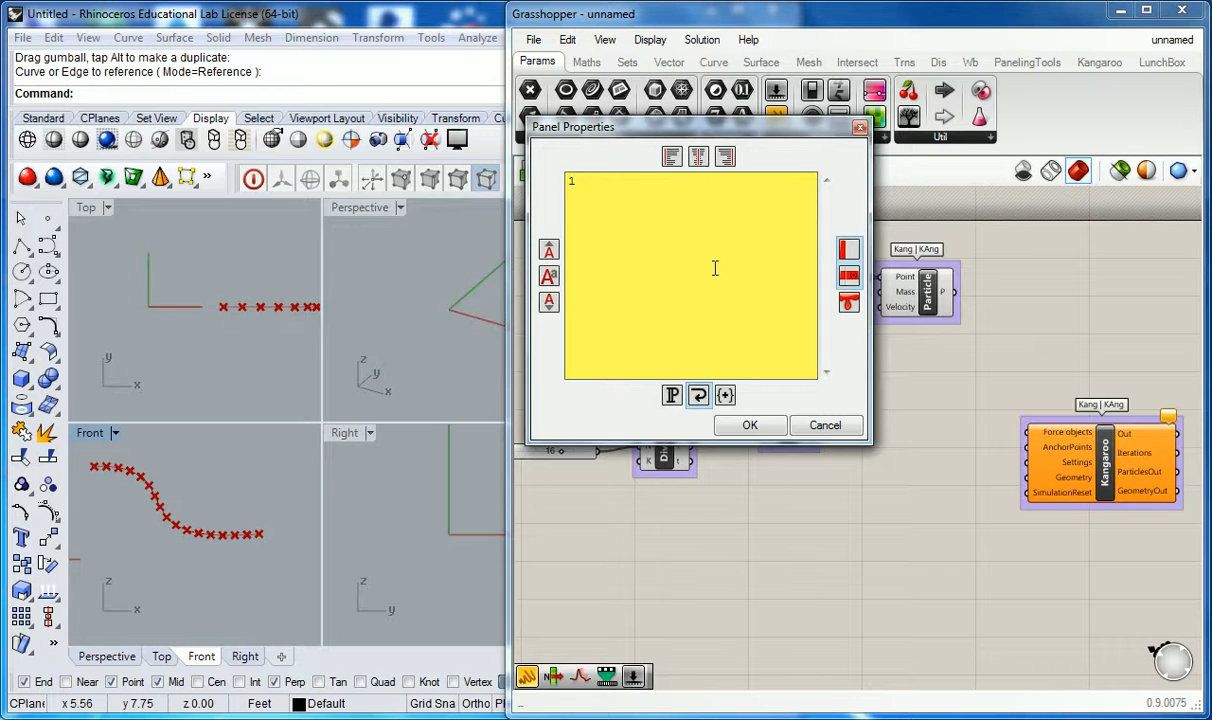 Untitled - Rhinoceros Educational Lab License (64-bit)
File Edit View Curve Surface Solid Mesh Dimension Transform Tools Analyze
Drag gumball, tap Alt to make a duplicate:
Curve or Edge to reference ( Mode=Reference ):
Command:
Standard CPlanes Set View Display Select Viewport Layout Visibility Transform
Top
y
x
Perspective
z
y
x
Front
z
x
Right
z
y
Perspective Top Front Right
End Near Point Mid Cen Int Perp Tan Quad Knot Vertex
CPlane x 5.56 y 7.75 z 0.00 Feet Default Grid Sna Ortho
Grasshopper - unnamed
File Edit View Display Solution Help unnamed
Params Maths Sets Vector Curve Surface Mesh Intersect Trns Dis Wb PanelingTools Kangaroo LunchBox
Util
Panel Properties
1
OK Cancel
Kang | KAng
Point
Mass
Velocity
Particle
P
16
K
t
Kang | KAng
Force objects
AnchorPoints
Settings
Geometry
SimulationReset
Kangaroo
Out
Iterations
ParticlesOut
GeometryOut
0.9.0075